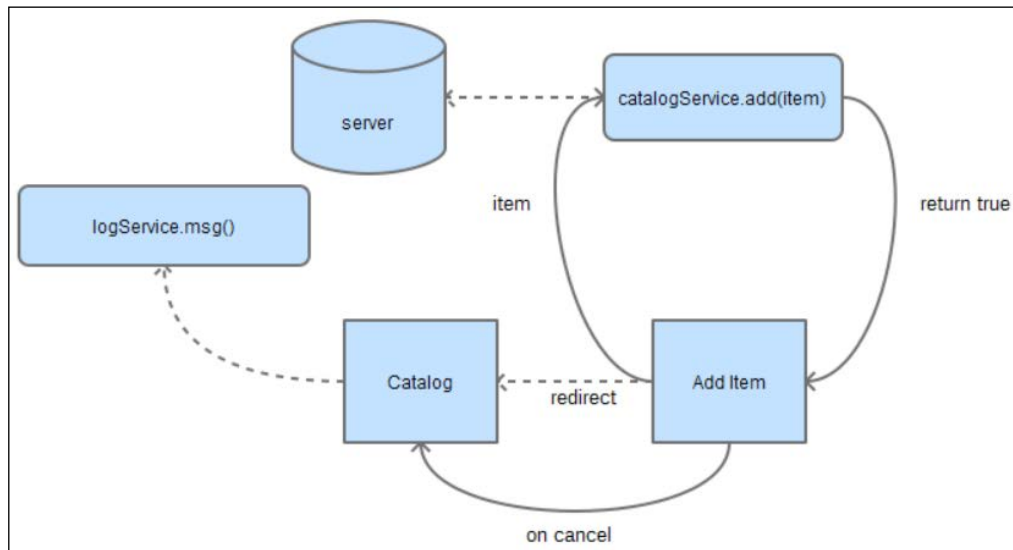 server
catalogService.add(item)
item
return true
logService.msg()
Catalog
redirect
Add Item
on cancel